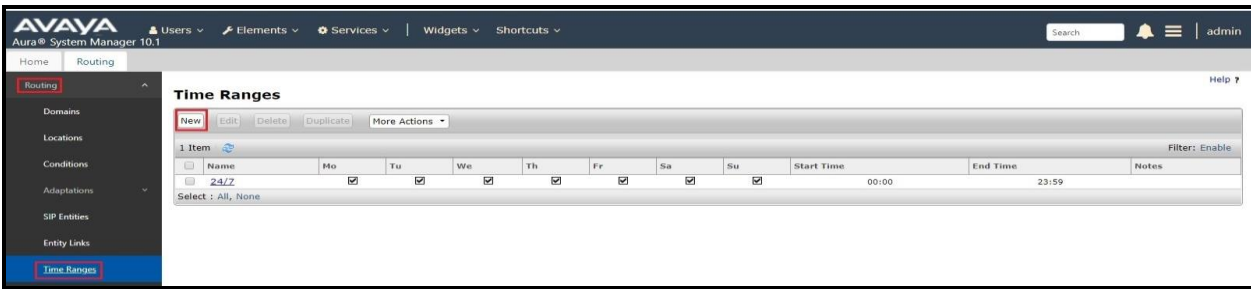 AVAYA
Aura® System Manager 10.1
Users Elements Services | Widgets Shortcuts
Search
admin
Home Routing
Help ?
Routing
Domains
Locations
Conditions
Adaptations
SIP Entities
Entity Links
Time Ranges
Time Ranges
New Edit Delete Duplicate More Actions
1 Item
Filter: Enable
Name Mo Tu We Th Fr Sa Su Start Time End Time Notes
24/7 00:00 23:59
Select : All, None